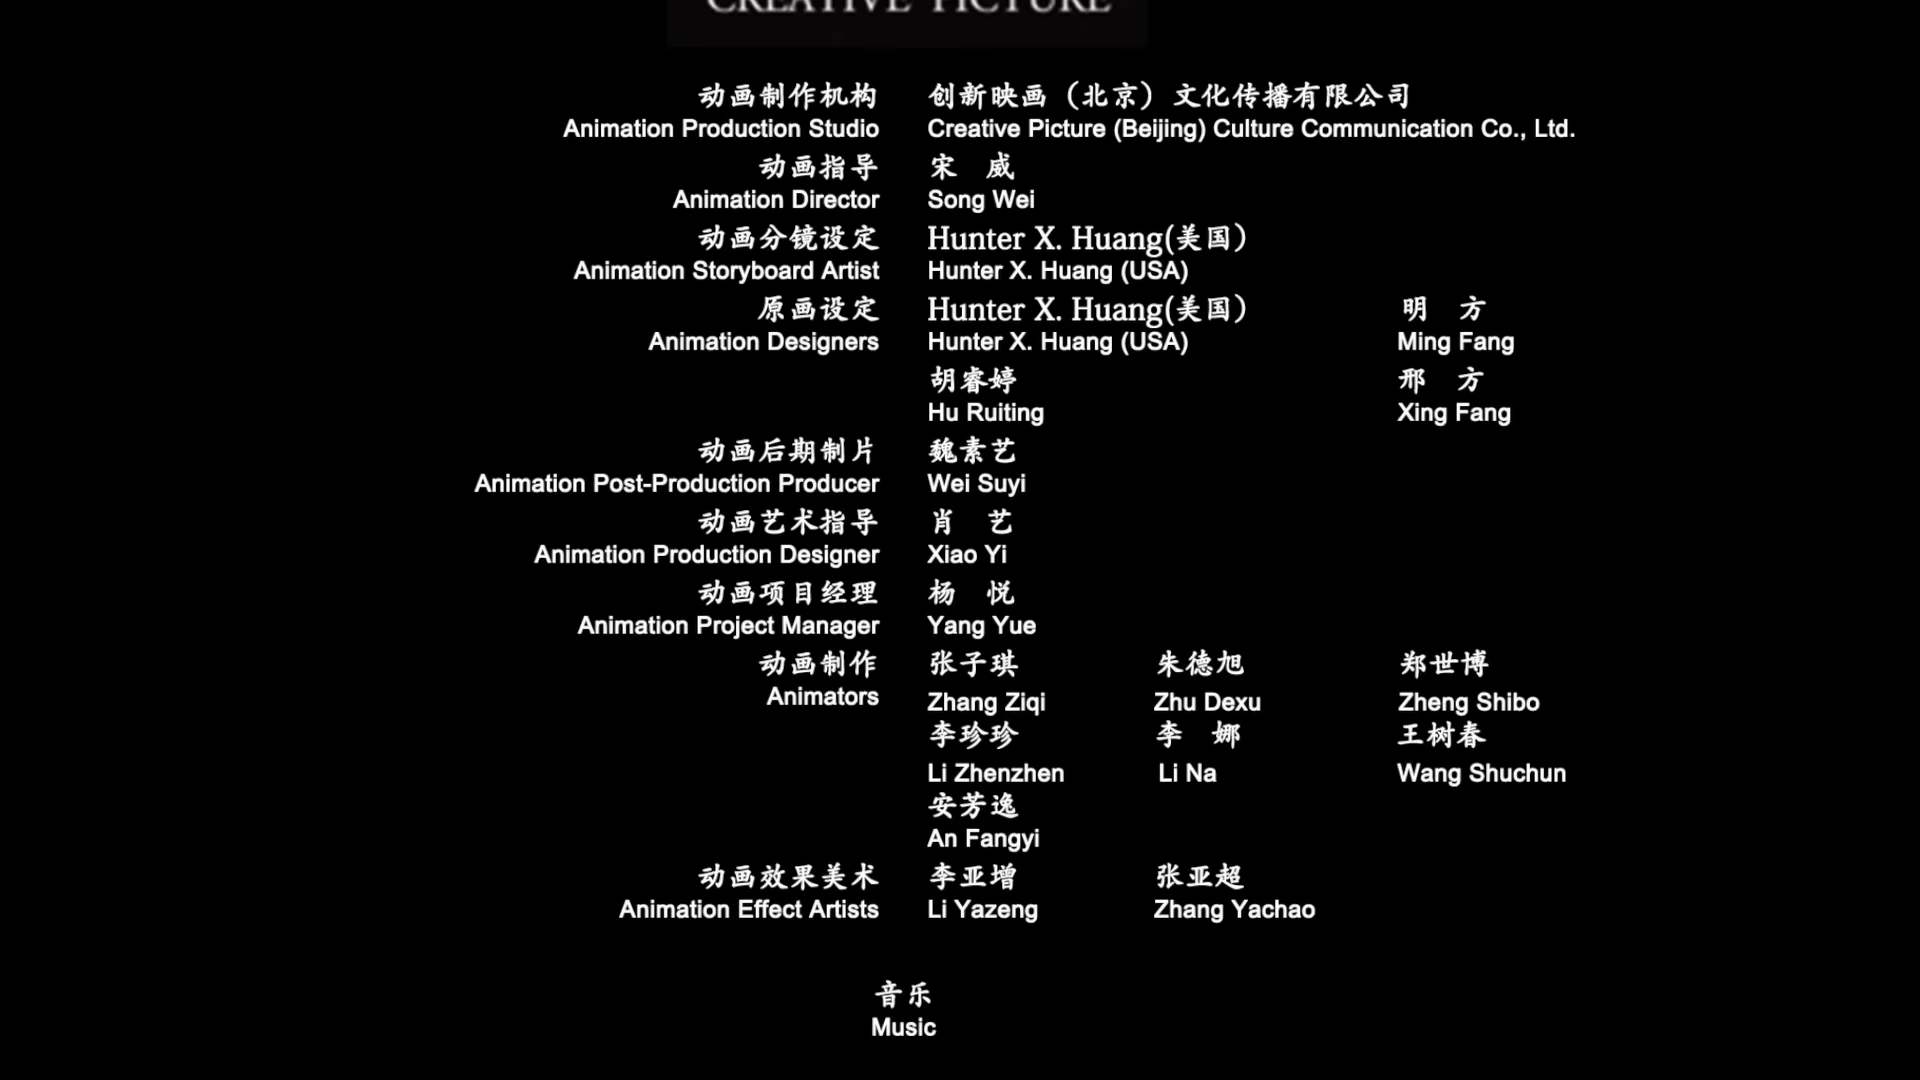 CREATIVE PICTURE
动画制作机构 创新映画（北京）文化传播有限公司
Animation Production Studio Creative Picture (Beijing) Culture Communication Co., Ltd.
动画指导 宋 威
Animation Director Song Wei
动画分镜设定 Hunter X. Huang(美国）
Animation Storyboard Artist Hunter X. Huang (USA)
原画设定 Hunter X. Huang(美国） 明 方
Animation Designers Hunter X. Huang (USA) Ming Fang
胡睿婷 邢 方
Hu Ruiting Xing Fang
动画后期制片 魏素艺
Animation Post-Production Producer Wei Suyi
动画艺术指导 肖 艺
Animation Production Designer Xiao Yi
动画项目经理 杨 悦
Animation Project Manager Yang Yue
动画制作 张子琪 朱德旭 郑世博
Animators Zhang Ziqi Zhu Dexu Zheng Shibo
李珍珍 李 娜 王树春
Li Zhenzhen Li Na Wang Shuchun
安芳逸
An Fangyi
动画效果美术 李亚增 张亚超
Animation Effect Artists Li Yazeng Zhang Yachao
音乐
Music